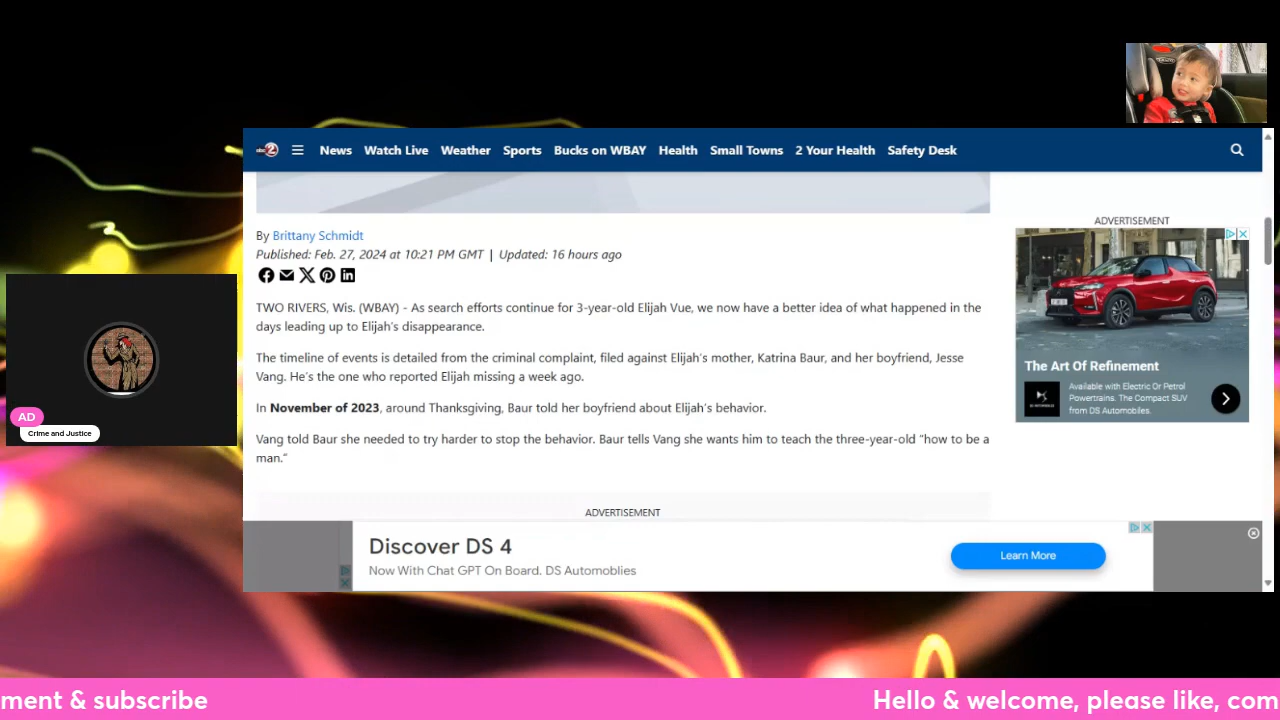 News Watch Live Weather Sports Bucks on WBAY Health Small Towns 2 Your Health Safety Desk
ADVERTISEMENT
By Brittany Schmidt
Published: Feb. 27, 2024 at 10:21 PM GMT | Updated: 16 hours ago
TWO RIVERS, Wis. (WBAY) - As search efforts continue for 3-year-old Elijah Vue, we now have a better idea of what happened in the
days leading up to Elijah's disappearance.
The timeline of events is detailed from the criminal complaint, filed against Elijah's mother, Katrina Baur, and her boyfriend, Jesse
Vang. He's the one who reported Elijah missing a week ago.
In November of 2023, around Thanksgiving, Baur told her boyfriend about Elijah's behavior.
Vang told Baur she needed to try harder to stop the behavior. Baur tells Vang she wants him to teach the three-year-old "how to be a
man."
The Art Of Refinement
Available with Electric Or Petrol
Powertrains. The Compact SUV
from DS Automobiles.
AD
Crime and Justice
ADVERTISEMENT
Discover DS 4
Now With Chat GPT On Board. DS Automoblies
Learn More
ment & subscribe
Hello & welcome, please like, com